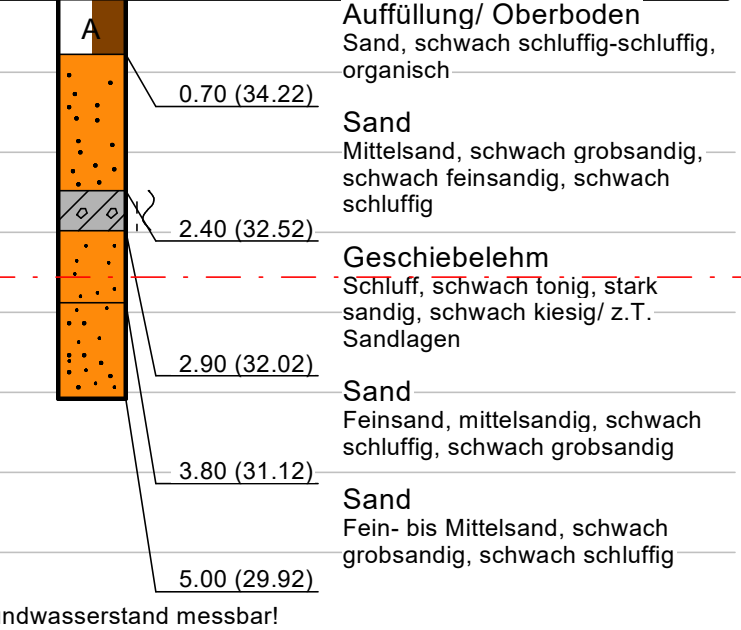 A
Auffüllung/ Oberboden
Sand, schwach schluffig-schluffig,
organisch
0.70 (34.22)
Sand
Mittelsand, schwach grobsandig,
schwach feinsandig, schwach
schluffig
2.40 (32.52)
Geschiebelehm
Schluff, schwach tonig, stark
sandig, schwach kiesig/ z.T.
Sandlagen
2.90 (32.02)
Sand
Feinsand, mittelsandig, schwach
schluffig, schwach grobsandig
3.80 (31.12)
Sand
Fein- bis Mittelsand, schwach
grobsandig, schwach schluffig
5.00 (29.92)
ndwasserstand messbar!